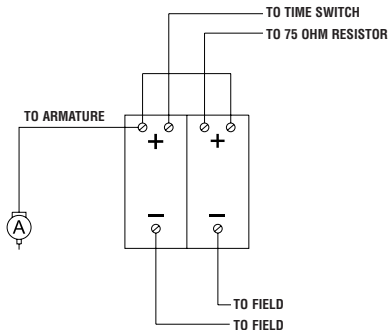 TO TIME SWITCH
TO 75 OHM RESISTOR
TO ARMATURE
+ +
A
– –
TO FIELD
TO FIELD